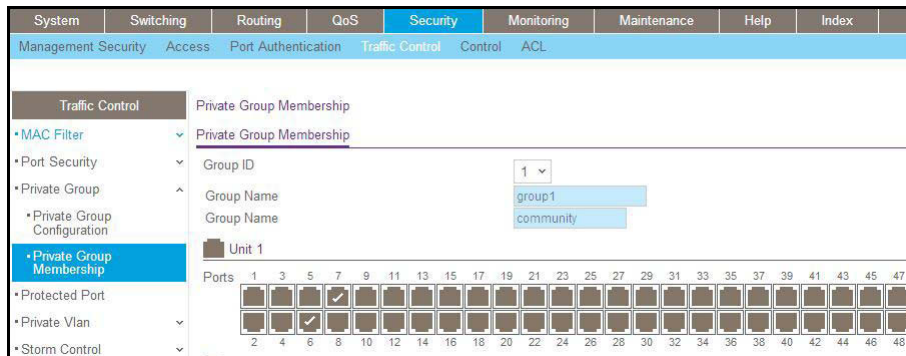 System Switching Routing QoS Security Monitoring Maintenance Help Index
Management Security Access Port Authentication Traffic Control Control ACL
Traffic Control
MAC Filter
Port Security
Private Group
Private Group
Configuration
Private Group
Membership
Protected Port
Private Vlan
Storm Control
Private Group Membership
Private Group Membership
Group ID 1
Group Name group1
Group Name community
Unit 1
Ports 1 3 5 7 9 11 13 15 17 19 21 23 25 27 29 31 33 35 37 39 41 43 45 47
2 4 6 8 10 12 14 16 18 20 22 24 26 28 30 32 34 36 38 40 42 44 46 48